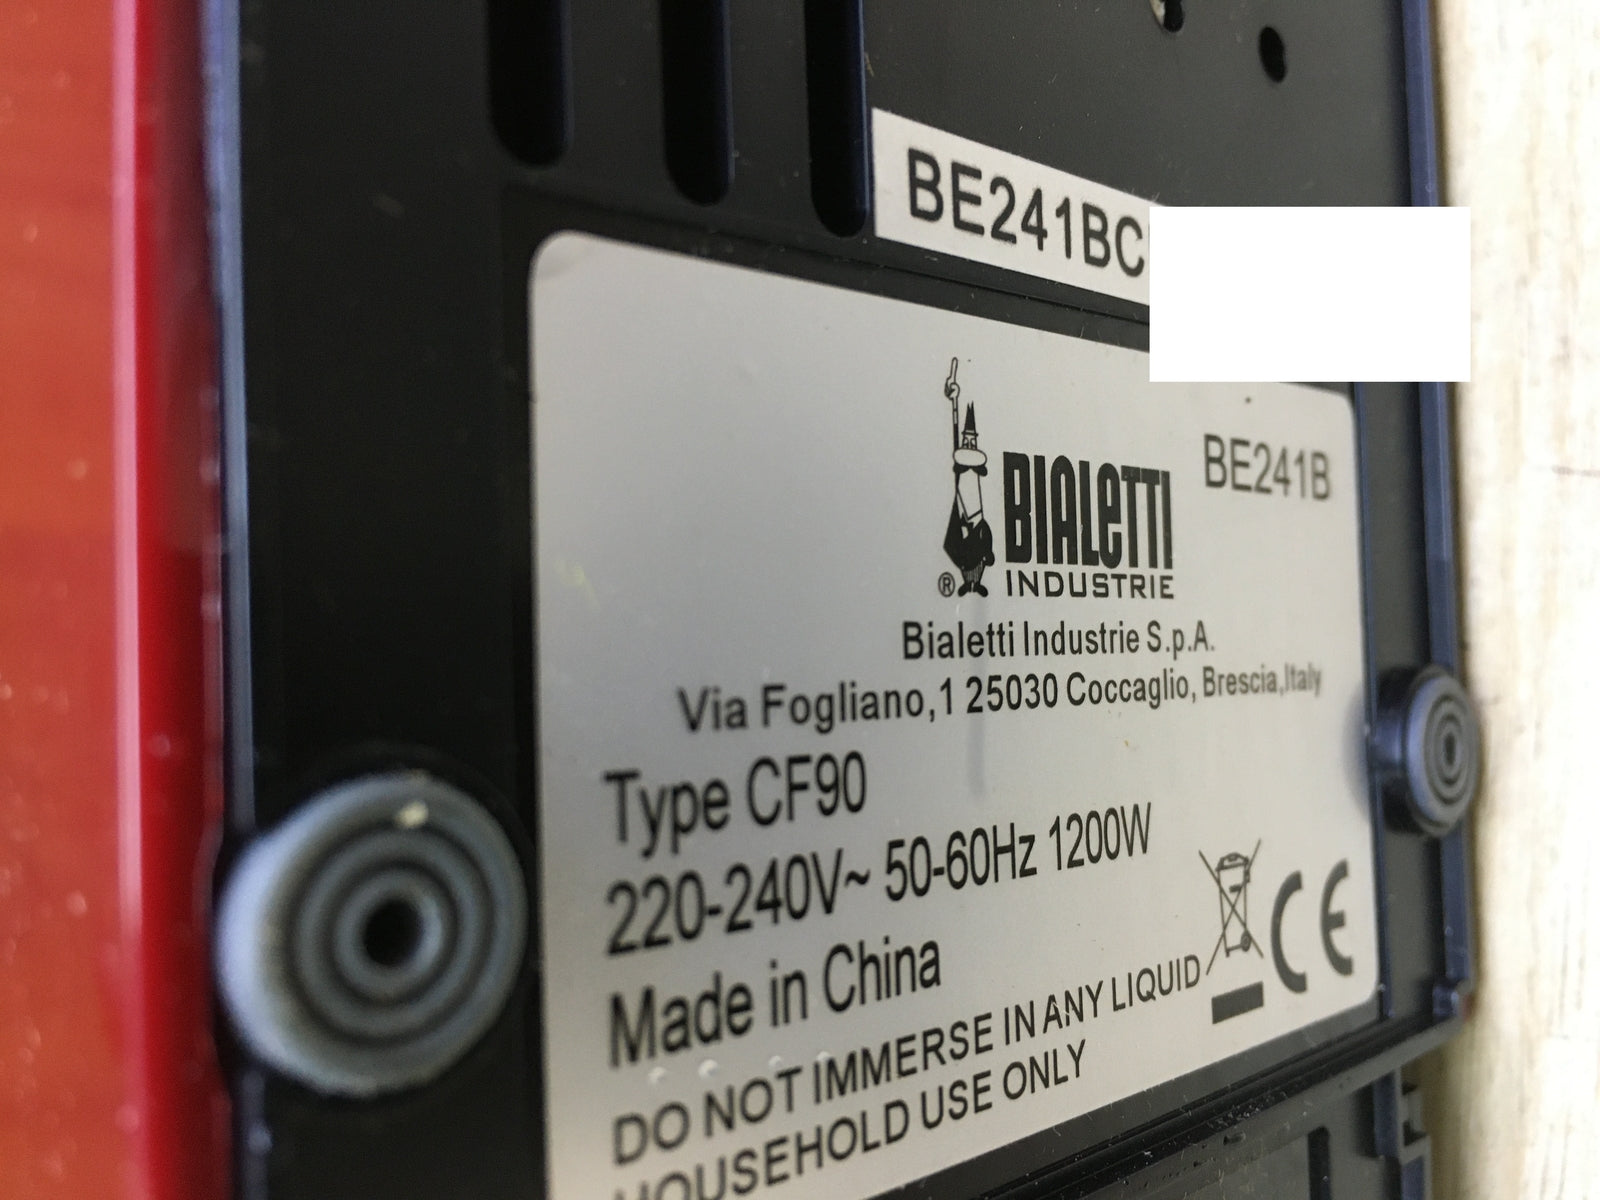 BE241BC
BE241B
® BIALETTI
INDUSTRIE
Bialetti Industrie S.p.A.
Via Fogliano,1 25030 Coccaglio, Brescia,Italy
Type CF90
220-240V~ 50-60Hz 1200W
Made in China
CE
DO NOT IMMERSE IN ANY LIQUID
HOUSEHOLD USE ONLY